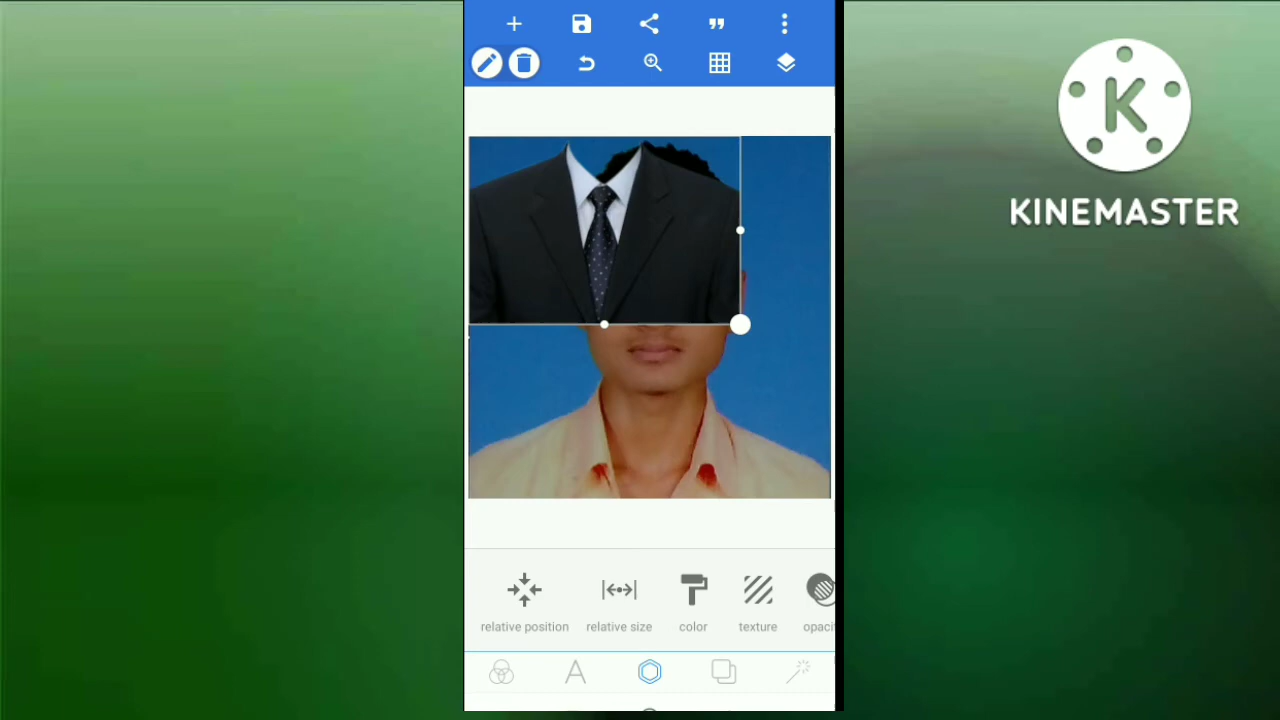 KINEMASTER
relative position
relative size
color
texture
opaci